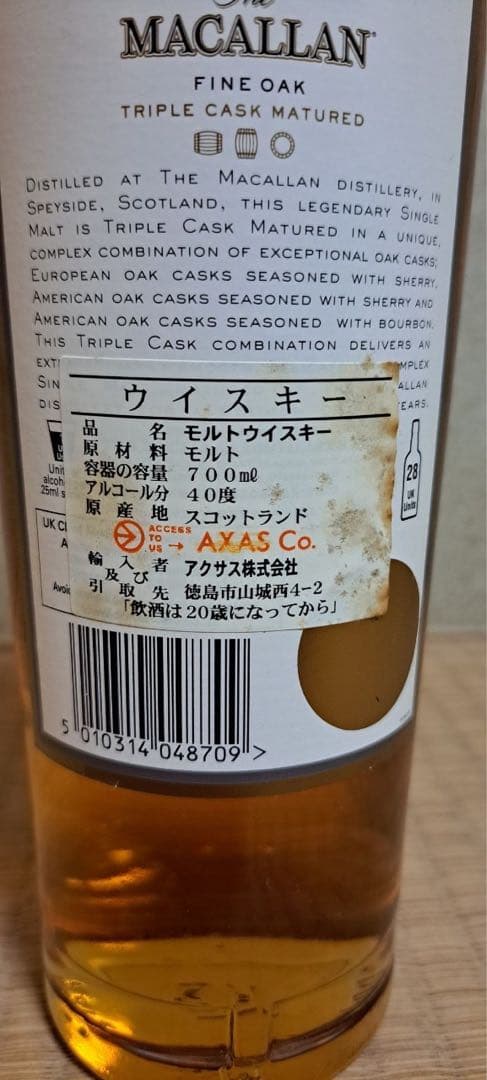 The
MACALLAN
FINE OAK
TRIPLE CASK MATURED
DISTILLED AT THE MACALLAN DISTILLERY, IN
SPEYSIDE, SCOTLAND, THIS LEGENDARY SINGLE
MALT IS TRIPLE CASK MATURED IN A UNIQUE,
COMPLEX COMBINATION OF EXCEPTIONAL OAK CASKS;
EUROPEAN OAK CASKS SEASONED WITH SHERRY,
AMERICAN OAK CASKS SEASONED WITH SHERRY AND
AMERICAN OAK CASKS SEASONED WITH BOURBON.
THIS TRIPLE CASK COMBINATION DELIVERS AN
ウイスキー
品名 モルトウイスキー
原材料 モルト
容器の容量 700㎖
アルコール分 40度
原産地 スコットランド
ACCESS TO US → AXAS Co.
輸入者及び引取先 アクサス株式会社
徳島市山城西4-2
「飲酒は20歳になってから」
28
UK
Units
25ml
UK
5 010314 048709 >